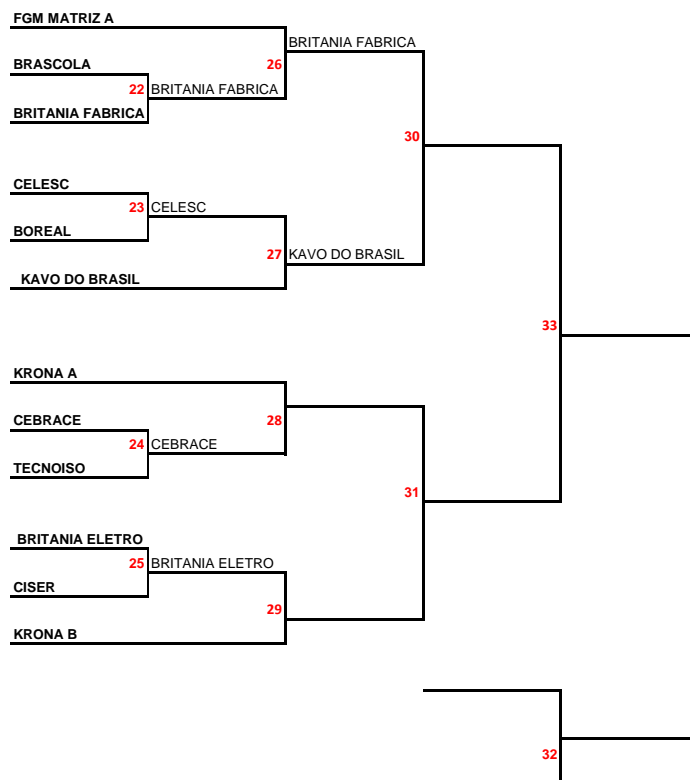 FGM MATRIZ A
BRITANIA FABRICA
BRASCOLA
26
22 BRITANIA FABRICA
BRITANIA FABRICA
30
CELESC
23 CELESC
BOREAL
27 KAVO DO BRASIL
KAVO DO BRASIL
33
KRONA A
CEBRACE
28
24 CEBRACE
TECNOISO
31
BRITANIA ELETRO
25 BRITANIA ELETRO
CISER
29
KRONA B
32